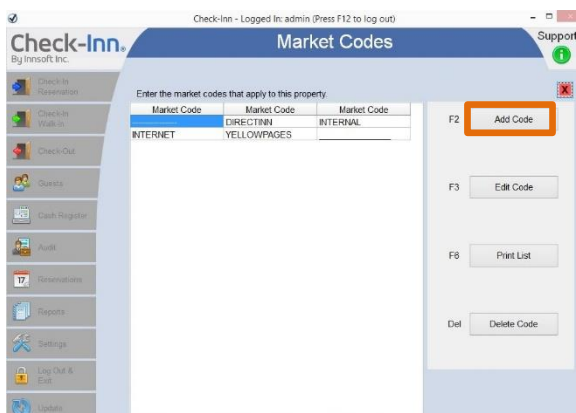 Check-Inn - Logged In: admin (Press F12 to log out)
Check-Inn®
By Innsoft Inc.
Market Codes
Support
Check-In
Reservation
Check-In
Walk-in
Check-Out
Guests
Cash Register
Audit
17
Reservations
Reports
Settings
Log Out &
Exit
Update
Enter the market codes that apply to this property.
X
Market Code Market Code Market Code
DIRECTINN INTERNAL
INTERNET YELLOWPAGES
F2 Add Code
F3 Edit Code
F6 Print List
Del Delete Code